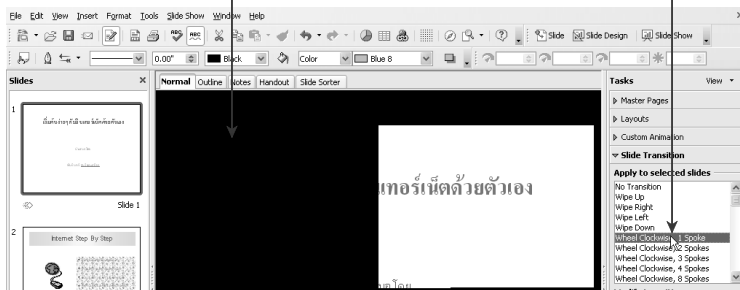 File Edit View Insert Format Tools Slide Show Window Help
Slide Slide Design Slide Show
0.00" Black Color Blue 8
Slides
Normal Outline Notes Handout Slide Sorter
Tasks View
Master Pages
Layouts
Custom Animation
Slide Transition
Apply to selected slides
No Transition
Wipe Up
Wipe Right
Wipe Left
Wipe Down
Wheel Clockwise, 1 Spoke
Wheel Clockwise, 2 Spokes
Wheel Clockwise, 3 Spokes
Wheel Clockwise, 4 Spokes
Wheel Clockwise, 8 Spokes
1
Slide 1
2
Internet Step By Step
เทอร์เน็ตด้วยตัวเอง